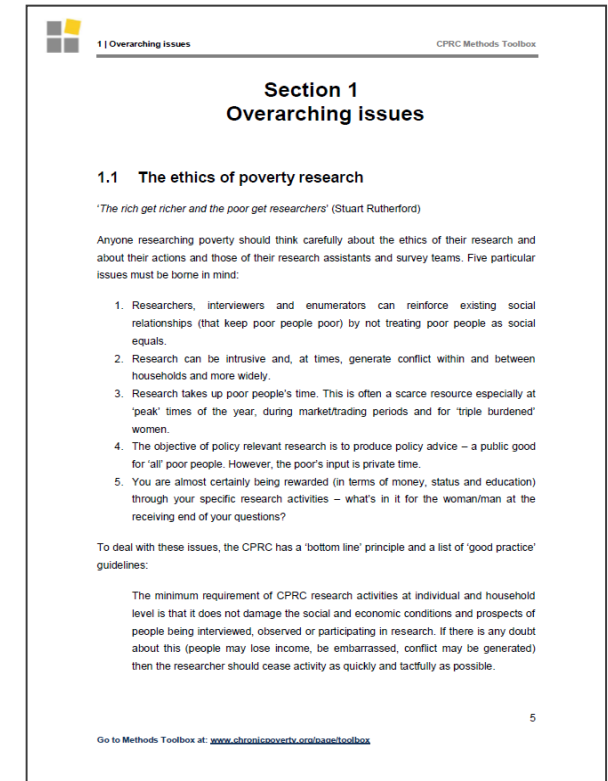 1 | Overarching issues
CPRC Methods Toolbox
Section 1
Overarching issues
1.1 The ethics of poverty research
'The rich get richer and the poor get researchers' (Stuart Rutherford)
Anyone researching poverty should think carefully about the ethics of their research and
about their actions and those of their research assistants and survey teams. Five particular
issues must be borne in mind:
1. Researchers, interviewers and enumerators can reinforce existing social
relationships (that keep poor people poor) by not treating poor people as social
equals.
2. Research can be intrusive and, at times, generate conflict within and between
households and more widely.
3. Research takes up poor people's time. This is often a scarce resource especially at
'peak' times of the year, during market/trading periods and for 'triple burdened'
women.
4. The objective of policy relevant research is to produce policy advice – a public good
for 'all' poor people. However, the poor's input is private time.
5. You are almost certainly being rewarded (in terms of money, status and education)
through your specific research activities – what's in it for the woman/man at the
receiving end of your questions?
To deal with these issues, the CPRC has a 'bottom line' principle and a list of 'good practice'
guidelines:
The minimum requirement of CPRC research activities at individual and household
level is that it does not damage the social and economic conditions and prospects of
people being interviewed, observed or participating in research. If there is any doubt
about this (people may lose income, be embarrassed, conflict may be generated)
then the researcher should cease activity as quickly and tactfully as possible.
5
Go to Methods Toolbox at: www.chronicpoverty.org/page/toolbox